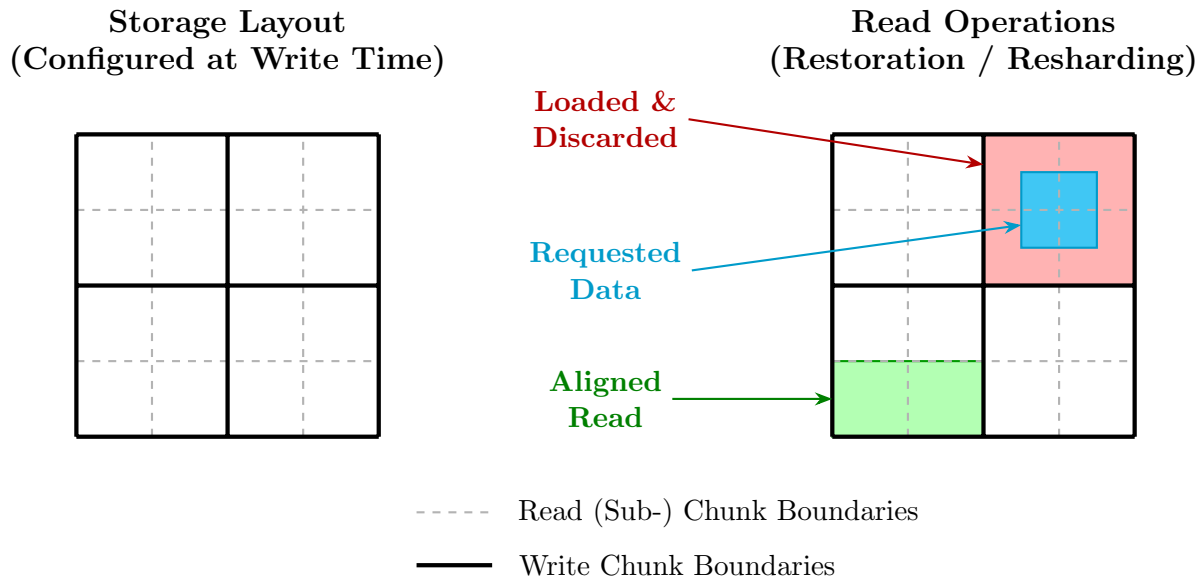 Storage Layout
(Configured at Write Time)
Read Operations
(Restoration / Resharding)
Loaded &
Discarded
Requested
Data
Aligned
Read
Read (Sub-) Chunk Boundaries
Write Chunk Boundaries